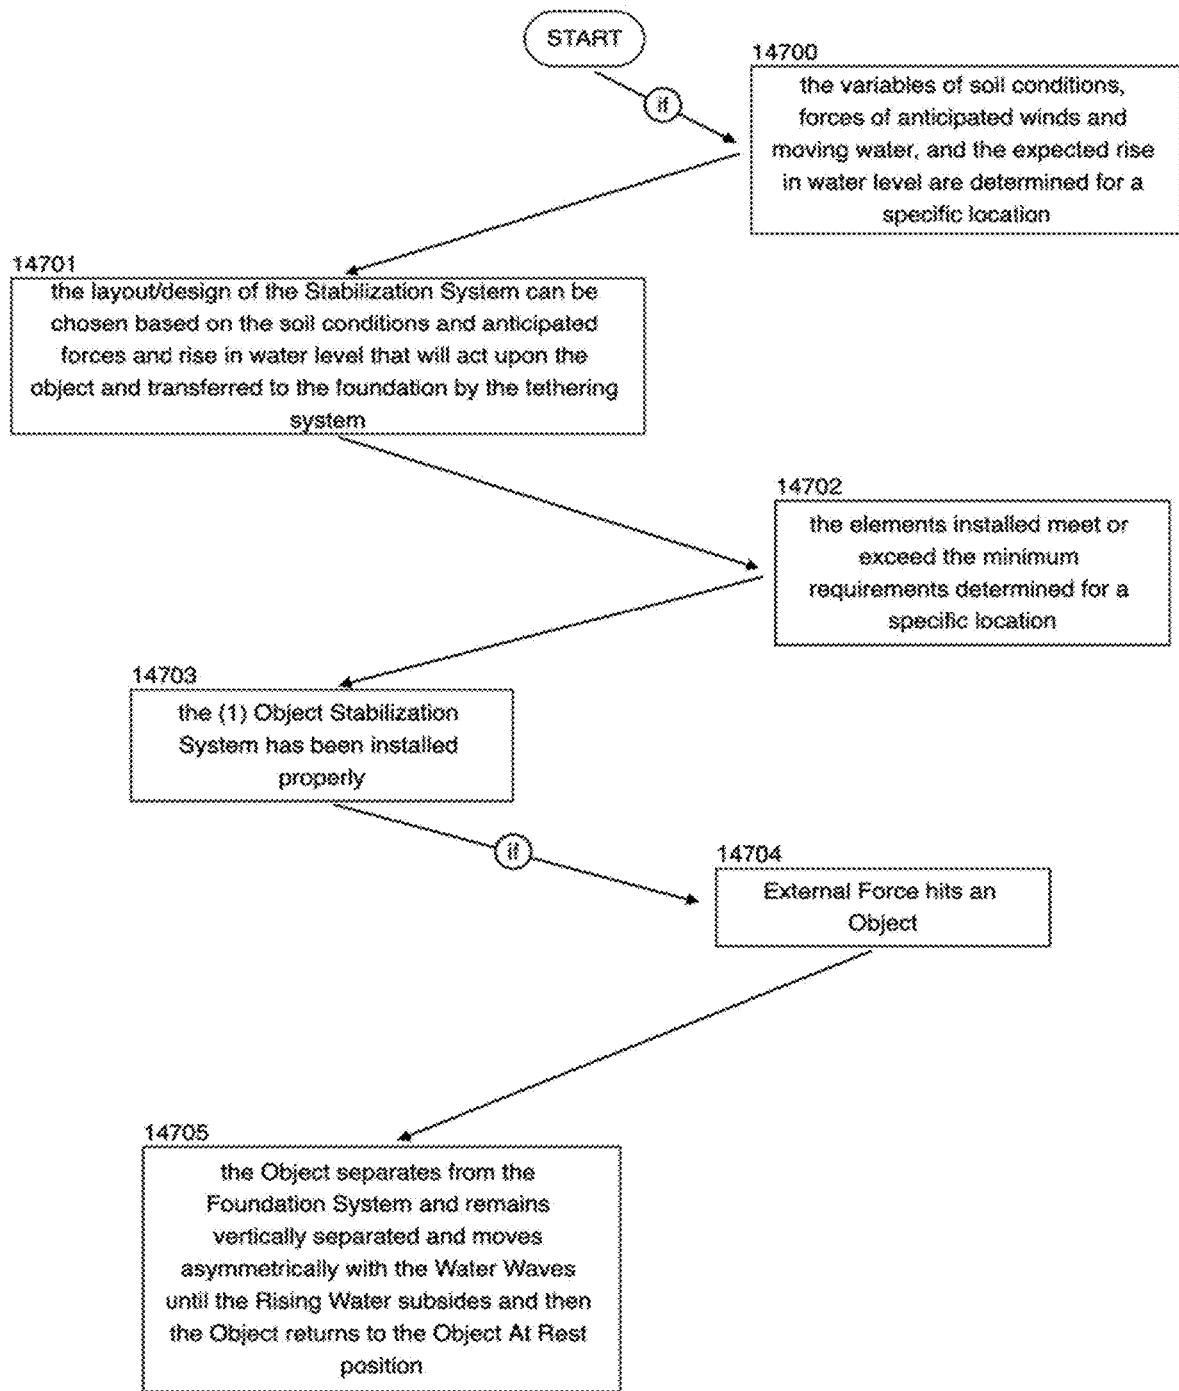 START
if
14700
the variables of soil conditions,
forces of anticipated winds and
moving water, and the expected rise
in water level are determined for a
specific location
14701
the layout/design of the Stabilization System can be
chosen based on the soil conditions and anticipated
forces and rise in water level that will act upon the
object and transferred to the foundation by the tethering
system
14702
the elements installed meet or
exceed the minimum
requirements determined for a
specific location
14703
the (1) Object Stabilization
System has been installed
properly
if
14704
External Force hits an
Object
14705
the Object separates from the
Foundation System and remains
vertically separated and moves
asymmetrically with the Water Waves
until the Rising Water subsides and then
the Object returns to the Object At Rest
position